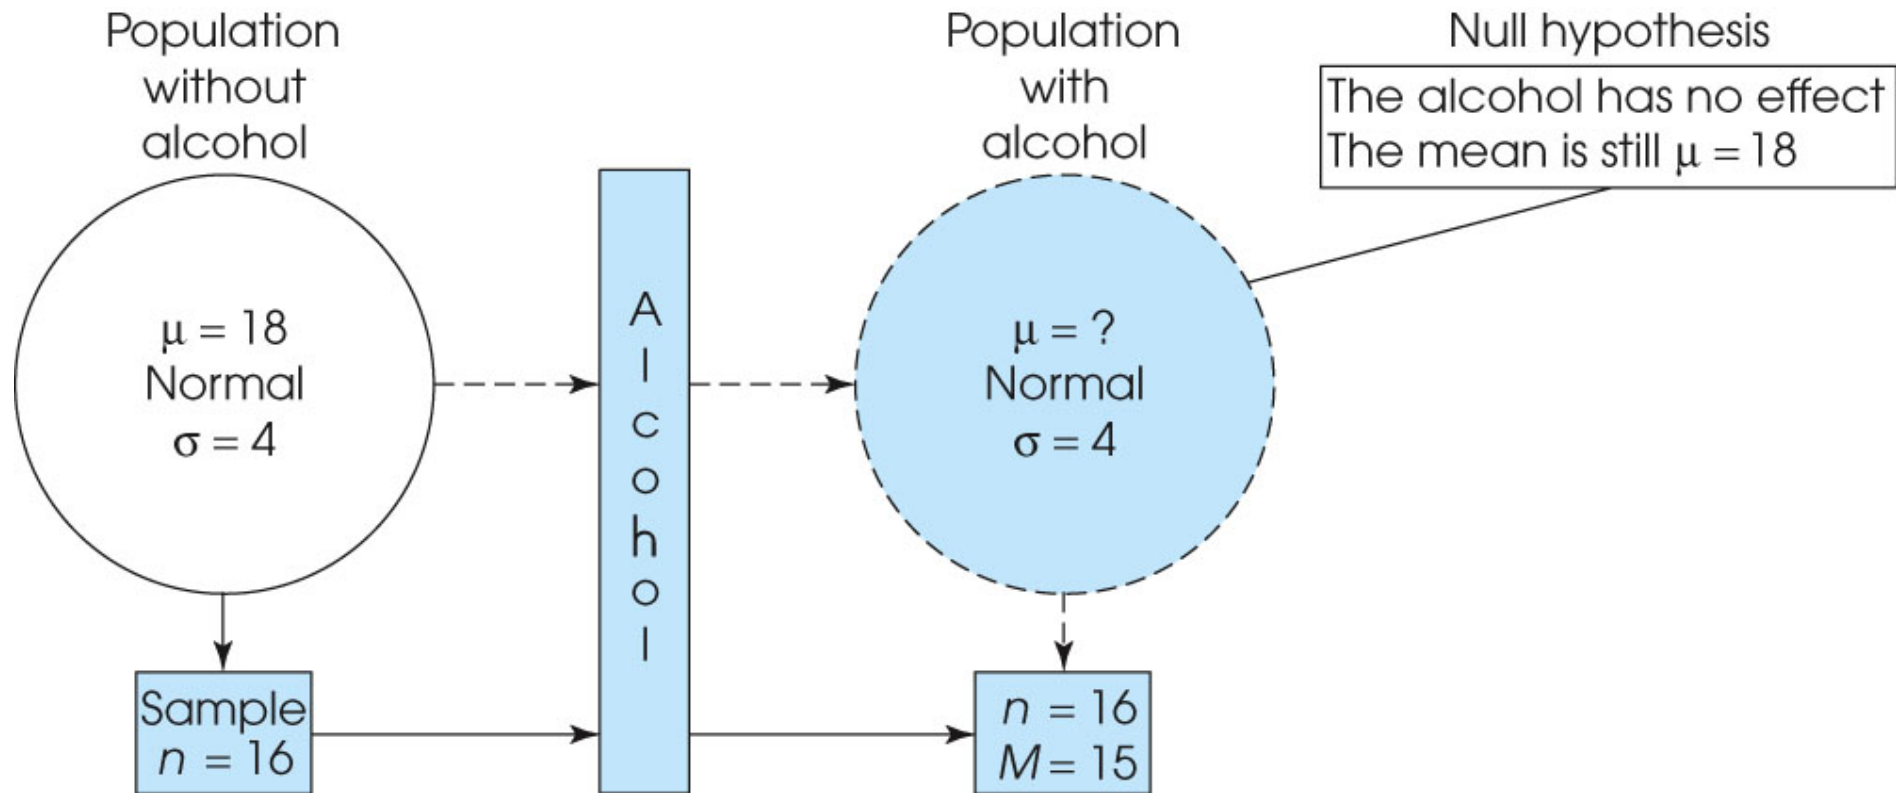 Population
without
alcohol
Population
with
alcohol
Null hypothesis
The alcohol has no effect
The mean is still μ = 18
μ = 18
Normal
σ = 4
A
l
c
o
h
o
l
μ = ?
Normal
σ = 4
Sample
n = 16
n = 16
M = 15